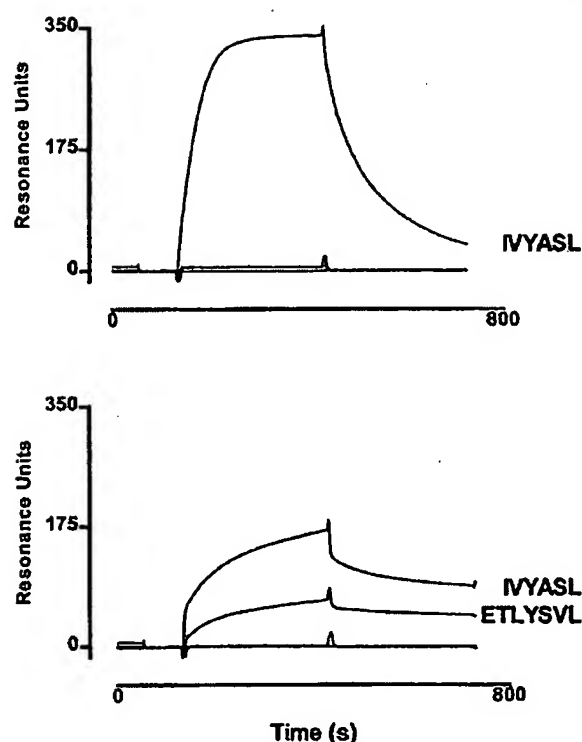 350
Resonance Units
175
IVYASL
0
0 800
350
Resonance Units
175
IVYASL
ETLYSVL
0
0 800
Time (s)